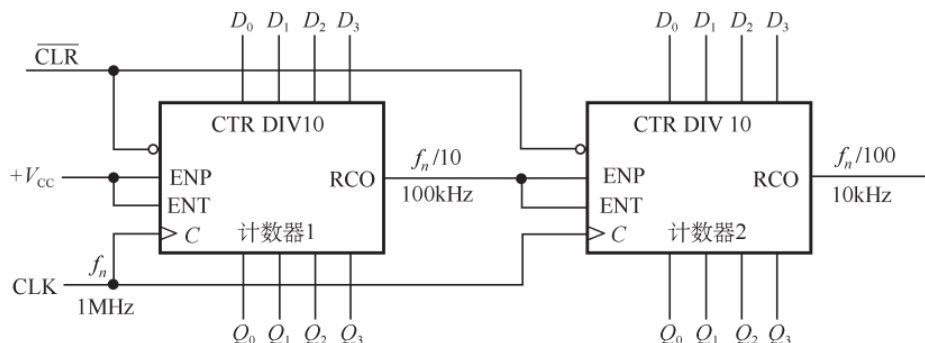 D₀ D₁ D₂ D₃
D₀ D₁ D₂ D₃
C̅L̅R̅
CTR DIV10
+V_CC
ENP
ENT
RCO
C
计数器1
fₙ/10
100kHz
CTR DIV 10
ENP
ENT
RCO
C
计数器2
fₙ/100
10kHz
fₙ
CLK
1MHz
Q₀ Q₁ Q₂ Q₃
Q₀ Q₁ Q₂ Q₃